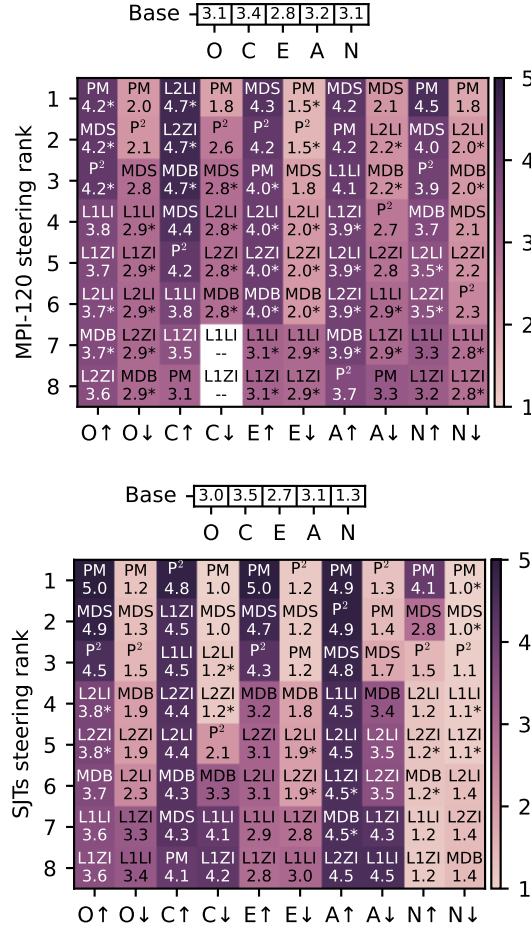 Base 3.1 3.4 2.8 3.2 3.1
O C E A N
MPI-120 steering rank
1 PM PM L2LI PM MDS PM MDS MDS PM PM
4.2* 2.0 4.7* 1.8 4.3 1.5* 4.2 2.1 4.5 1.8
2 MDS P² L2ZI P² P² P² PM L2LI MDS L2LI
4.2* 2.1 4.7* 2.6 4.2 1.5* 4.2 2.2* 4.0 2.0*
3 P² MDS MDB MDS PM MDS L1LI MDB P² MDB
4.2* 2.8 4.7* 2.8* 4.0* 1.8 4.1 2.2* 3.9 2.0*
4 L1LI L1LI MDS L2LI L2LI L2LI L1ZI P² MDB MDS
3.8 2.9* 4.4 2.8* 4.0* 2.0* 3.9* 2.7 3.7 2.1
5 L1ZI L1ZI P² L2ZI L2ZI L2ZI L2LI L2ZI L2LI L2ZI
3.7 2.9* 4.2 2.8* 4.0* 2.0* 3.9* 2.8 3.5* 2.2
6 L2LI L2LI L1LI MDB MDB MDB L2ZI L1LI L2ZI P²
3.7* 2.9* 3.8 2.8* 4.0* 2.0* 3.9* 2.9* 3.5* 2.3
7 MDB L2ZI L1ZI L1LI L1LI L1LI MDB L1ZI L1LI L1LI
3.7* 2.9* 3.5 -- 3.1* 2.9* 3.9* 2.9* 3.3 2.8*
8 L2ZI MDB PM L1ZI L1ZI L1ZI P² PM L1ZI L1ZI
3.6 2.9* 3.1 -- 3.1* 2.9* 3.7 3.3 3.2 2.8*
O↑ O↓ C↑ C↓ E↑ E↓ A↑ A↓ N↑ N↓
5
4
3
2
1
Base 3.0 3.5 2.7 3.1 1.3
O C E A N
SJTs steering rank
1 PM PM P² PM PM P² PM P² PM PM
5.0 1.2 4.8 1.0 5.0 1.2 4.9 1.3 4.1 1.0*
2 MDS MDS L1ZI MDS MDS MDS P² PM MDS MDS
4.9 1.3 4.5 1.0 4.7 1.2 4.9 1.4 2.8 1.0*
3 P² P² L1LI L2LI P² PM MDS MDS P² P²
4.5 1.5 4.5 1.2* 4.3 1.2 4.8 1.7 1.5 1.1
4 L2LI MDB L2ZI L2ZI MDB MDB L1LI MDB L2LI L1LI
3.8* 1.9 4.4 1.2* 3.2 1.8 4.5 3.4 1.2 1.1*
5 L2ZI L2ZI L2LI P² L2ZI L2LI L2LI L2LI L2ZI L1ZI
3.8* 1.9 4.4 2.1 3.1 1.9* 4.5 3.5 1.2* 1.1*
6 MDB L2LI MDB MDB L2LI L2ZI L1ZI L2ZI MDB L2LI
3.7 2.3 4.3 3.3 3.1 1.9* 4.5* 3.5 1.2* 1.4
7 L1LI L1ZI MDS L1LI L1LI L1ZI MDB L1ZI L1LI L2ZI
3.6 3.3 4.3 4.1 2.9 2.8 4.5* 4.3 1.2 1.4
8 L1ZI L1LI PM L1ZI L1ZI L1LI L2ZI L1LI L1ZI MDB
3.6 3.4 4.1 4.2 2.8 3.0 4.5 4.5 1.2 1.4
O↑ O↓ C↑ C↓ E↑ E↓ A↑ A↓ N↑ N↓
5
4
3
2
1